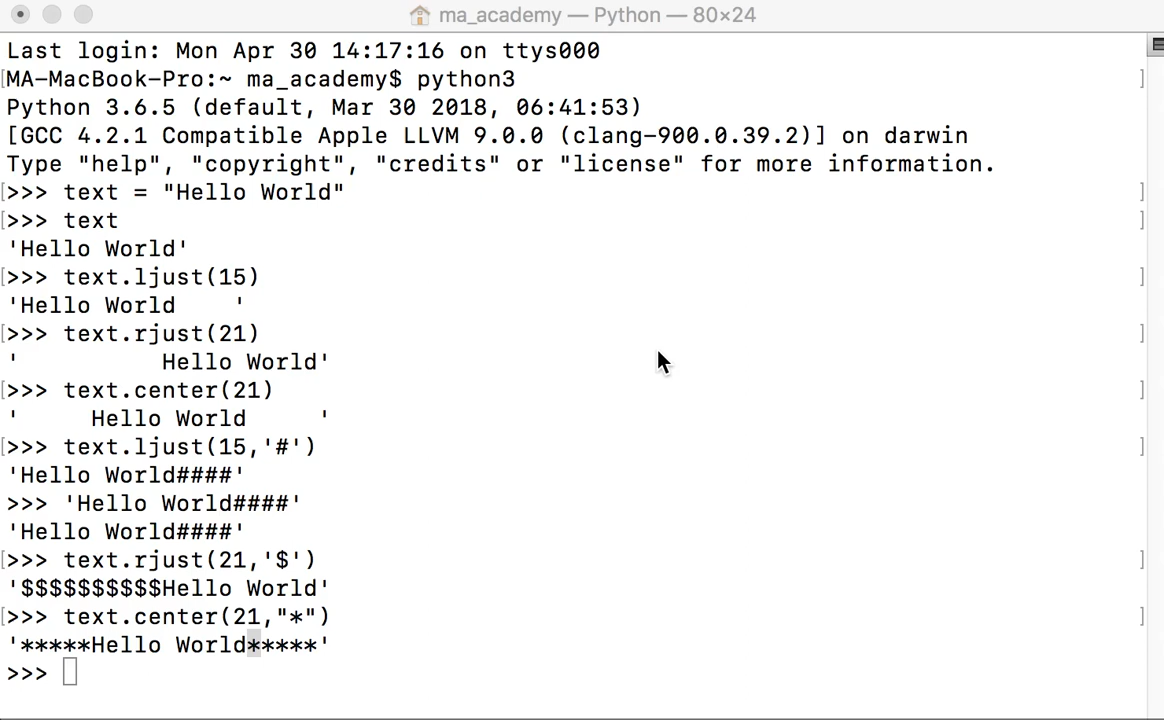 ma_academy — Python — 80×24
Last login: Mon Apr 30 14:17:16 on ttys000
[MA-MacBook-Pro:~ ma_academy$ python3 ]
Python 3.6.5 (default, Mar 30 2018, 06:41:53)
[GCC 4.2.1 Compatible Apple LLVM 9.0.0 (clang-900.0.39.2)] on darwin
Type "help", "copyright", "credits" or "license" for more information.
[>>> text = "Hello World" ]
[>>> text ]
'Hello World'
[>>> text.ljust(15) ]
'Hello World    '
[>>> text.rjust(21) ]
'          Hello World'
[>>> text.center(21) ]
'     Hello World     '
[>>> text.ljust(15,'#') ]
'Hello World####'
>>> 'Hello World####'
'Hello World####'
[>>> text.rjust(21,'$') ]
'$$$$$$$$$$Hello World'
[>>> text.center(21,"*") ]
'*****Hello World*****'
>>>